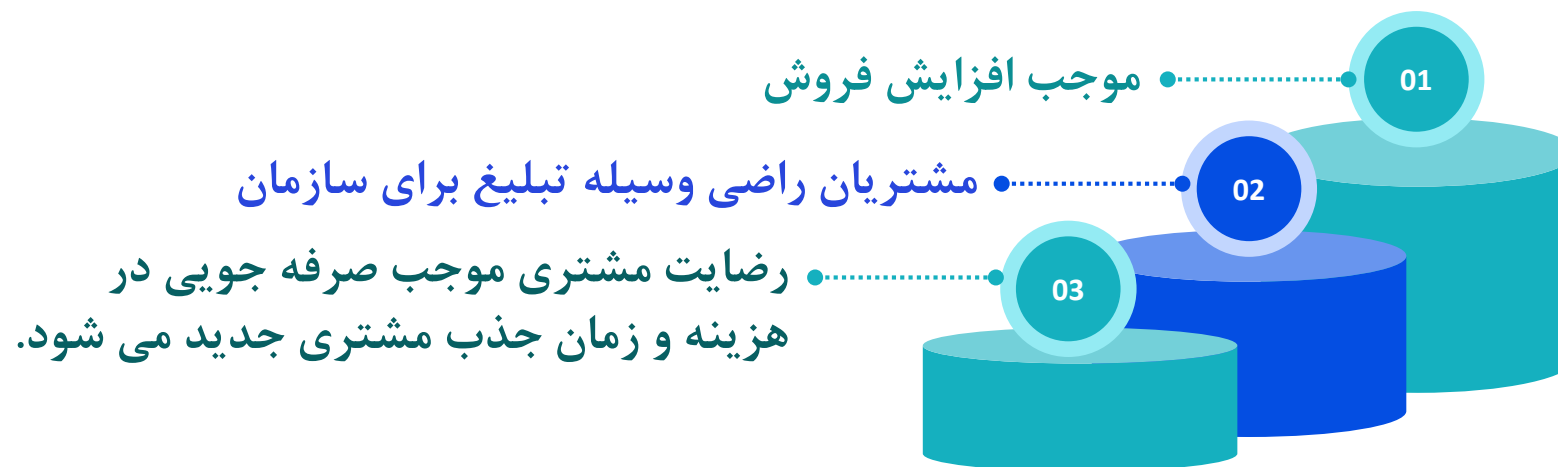 01
موجب افزایش فروش
02
مشتریان راضی وسیله تبلیغ برای سازمان
03
رضایت مشتری موجب صرفه جویی در
هزینه و زمان جذب مشتری جدید می شود.